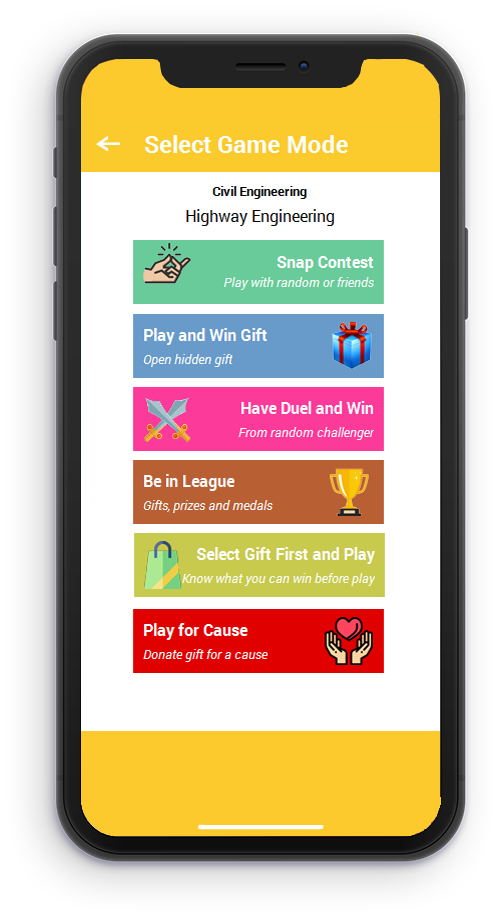 Select Game Mode
Civil Engineering
Highway Engineering
Snap Contest
Play with random or friends
Play and Win Gift
Open hidden gift
Have Duel and Win
From random challenger
Be in League
Gifts, prizes and medals
Select Gift First and Play
Know what you can win before play
Play for Cause
Donate gift for a cause